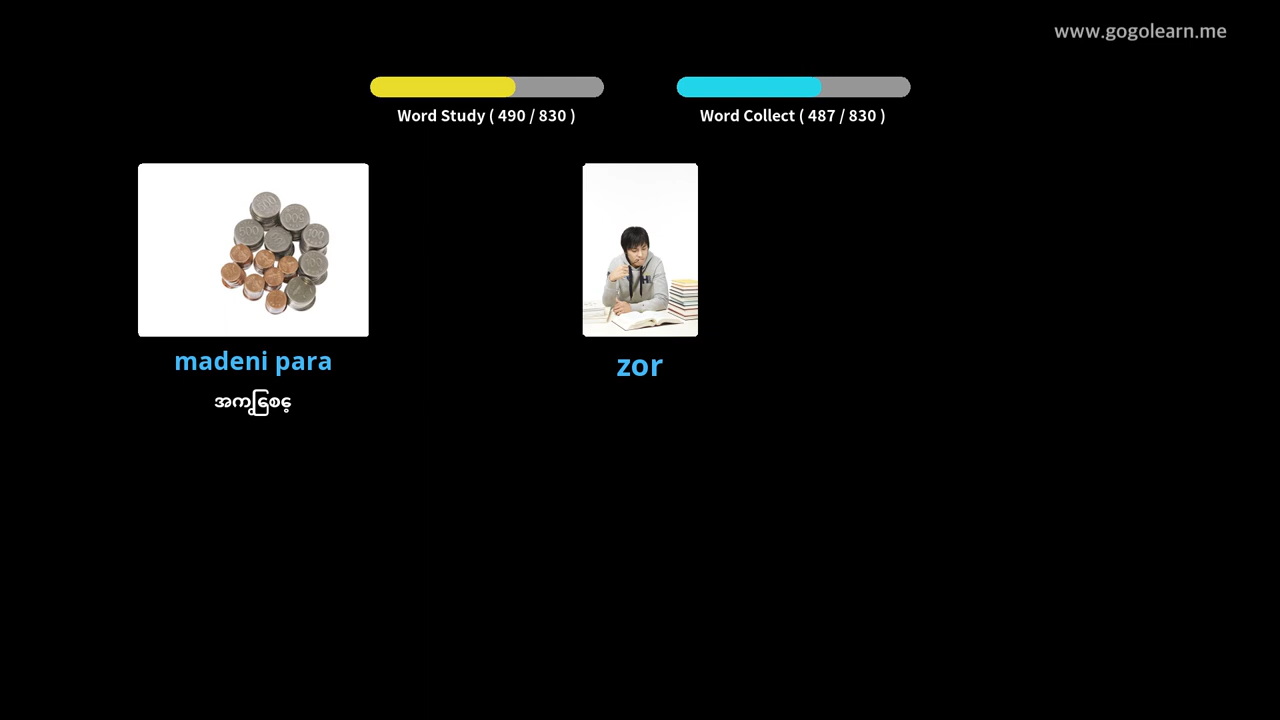 www.gogolearn.me
Word Study ( 490 / 830 )
Word Collect ( 487 / 830 )
madeni para
zor
အကြွေစေ့